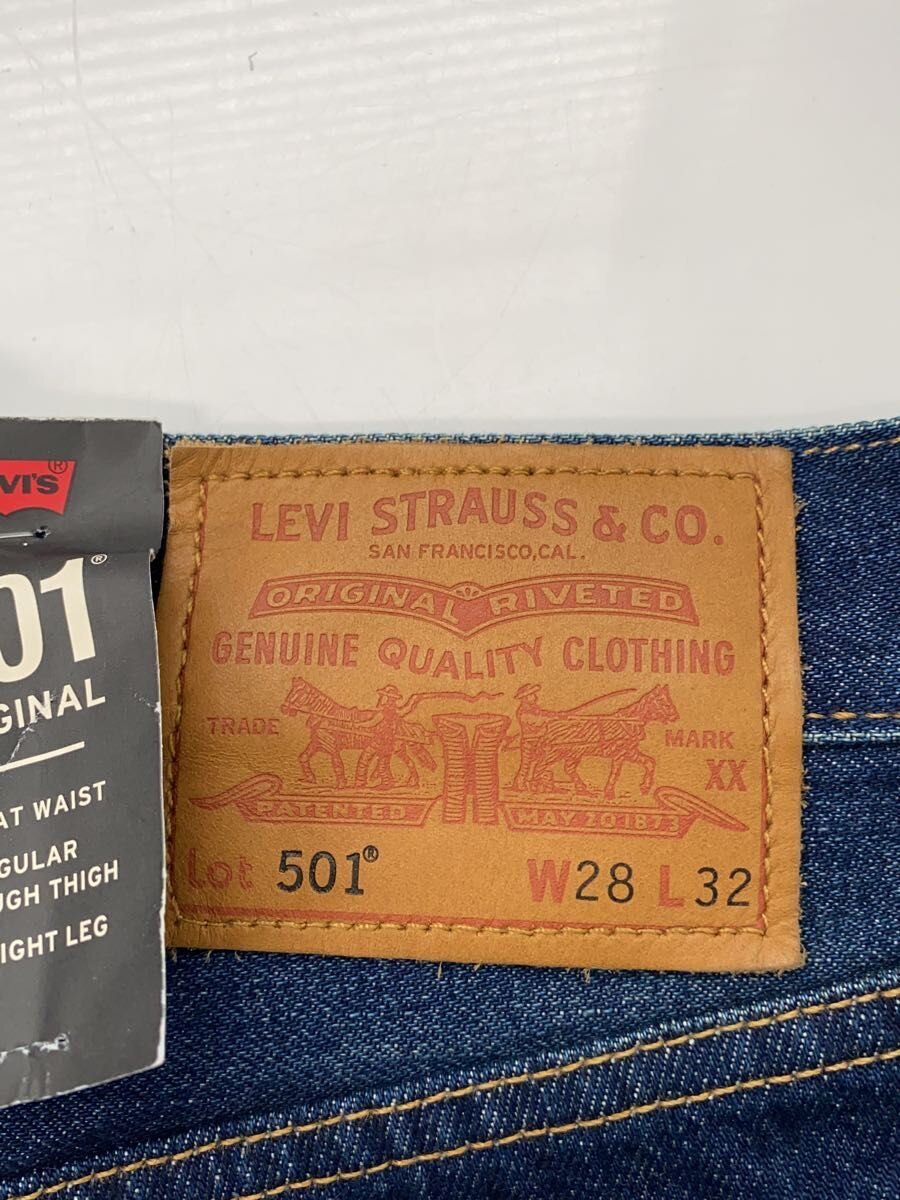 VI'S®
01®
GINAL
AT WAIST
GULAR
UGH THIGH
IGHT LEG
LEVI STRAUSS & CO.
SAN FRANCISCO, CAL.
ORIGINAL RIVETED
GENUINE QUALITY CLOTHING
TRADE MARK
XX
PATENTED MAY 20 1873
Lot 501® W28 L32